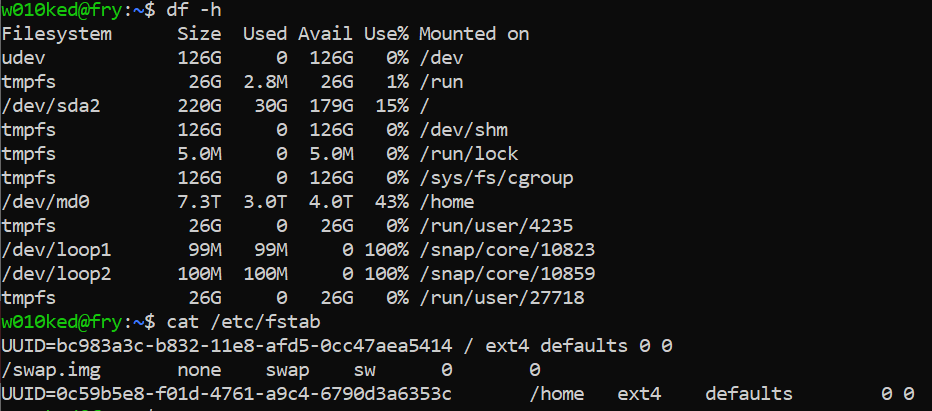 w010ked@fry:~$ df -h
Filesystem      Size  Used Avail Use% Mounted on
udev            126G     0  126G   0% /dev
tmpfs            26G  2.8M   26G   1% /run
/dev/sda2       220G   30G  179G  15% /
tmpfs           126G     0  126G   0% /dev/shm
tmpfs           5.0M     0  5.0M   0% /run/lock
tmpfs           126G     0  126G   0% /sys/fs/cgroup
/dev/md0        7.3T  3.0T  4.0T  43% /home
tmpfs            26G     0   26G   0% /run/user/4235
/dev/loop1       99M   99M     0 100% /snap/core/10823
/dev/loop2      100M  100M     0 100% /snap/core/10859
tmpfs            26G     0   26G   0% /run/user/27718
w010ked@fry:~$ cat /etc/fstab
UUID=bc983a3c-b832-11e8-afd5-0cc47aea5414 / ext4 defaults 0 0
/swap.img       none    swap    sw      0       0
UUID=0c59b5e8-f01d-4761-a9c4-6790d3a6353c       /home   ext4    defaults        0 0